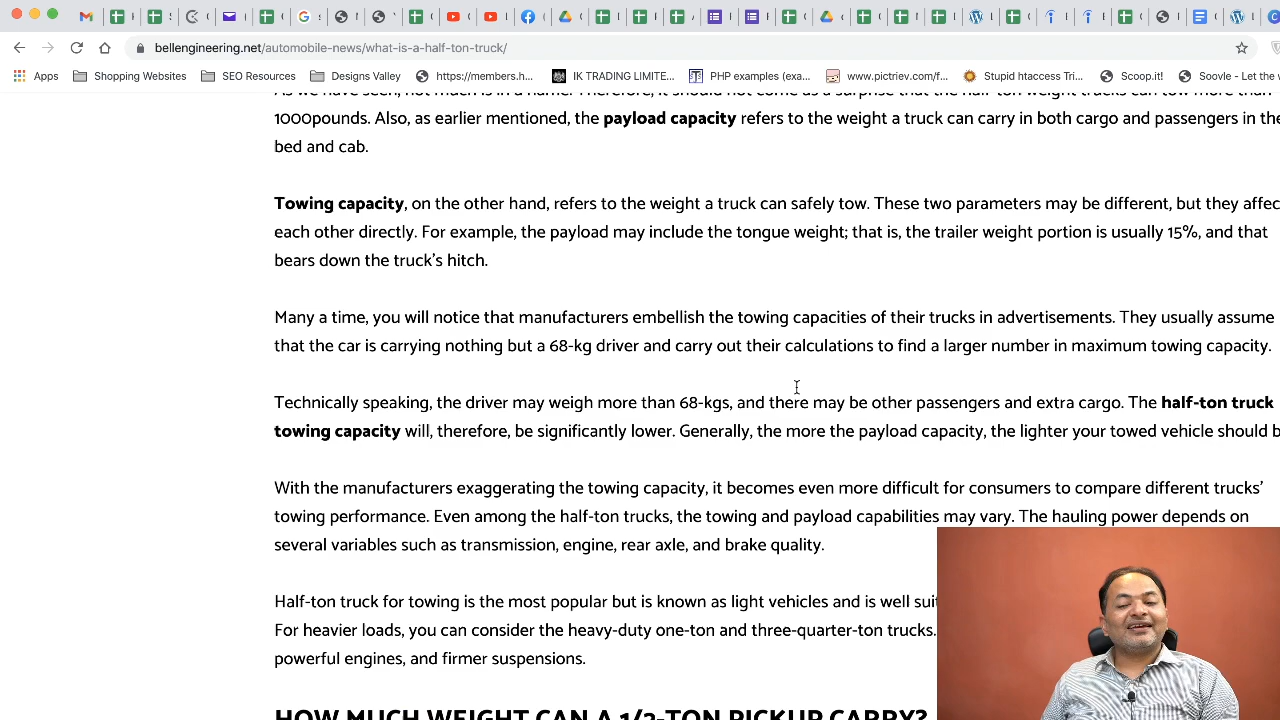 bellengineering.net/automobile-news/what-is-a-half-ton-truck/
Apps Shopping Websites SEO Resources Designs Valley https://members.h... IK TRADING LIMITE... PHP examples (exa... www.pictriev.com/f... Stupid htaccess Tri... Scoop.it! Soovle - Let the
1000pounds. Also, as earlier mentioned, the payload capacity refers to the weight a truck can carry in both cargo and passengers in the
bed and cab.
Towing capacity, on the other hand, refers to the weight a truck can safely tow. These two parameters may be different, but they affec
each other directly. For example, the payload may include the tongue weight; that is, the trailer weight portion is usually 15%, and that
bears down the truck's hitch.
Many a time, you will notice that manufacturers embellish the towing capacities of their trucks in advertisements. They usually assume
that the car is carrying nothing but a 68-kg driver and carry out their calculations to find a larger number in maximum towing capacity.
Technically speaking, the driver may weigh more than 68-kgs, and there may be other passengers and extra cargo. The half-ton truck
towing capacity will, therefore, be significantly lower. Generally, the more the payload capacity, the lighter your towed vehicle should b
With the manufacturers exaggerating the towing capacity, it becomes even more difficult for consumers to compare different trucks'
towing performance. Even among the half-ton trucks, the towing and payload capabilities may vary. The hauling power depends on
several variables such as transmission, engine, rear axle, and brake quality.
Half-ton truck for towing is the most popular but is known as light vehicles and is well suit
For heavier loads, you can consider the heavy-duty one-ton and three-quarter-ton trucks.
powerful engines, and firmer suspensions.
HOW MUCH WEIGHT CAN A 1/2-TON PICKUP CARRY?